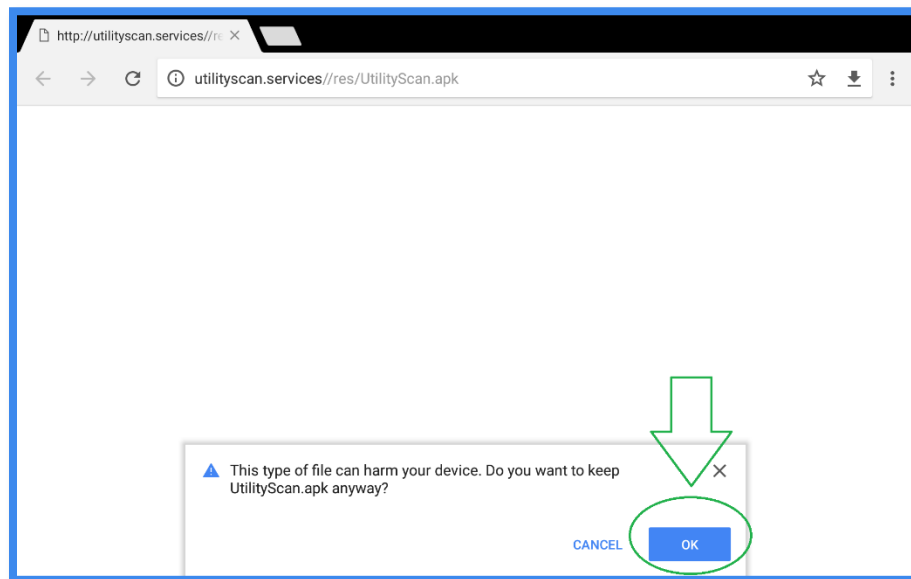 http://utilityscan.services//re
utilityscan.services//res/UtilityScan.apk
This type of file can harm your device. Do you want to keep
UtilityScan.apk anyway?
CANCEL
OK